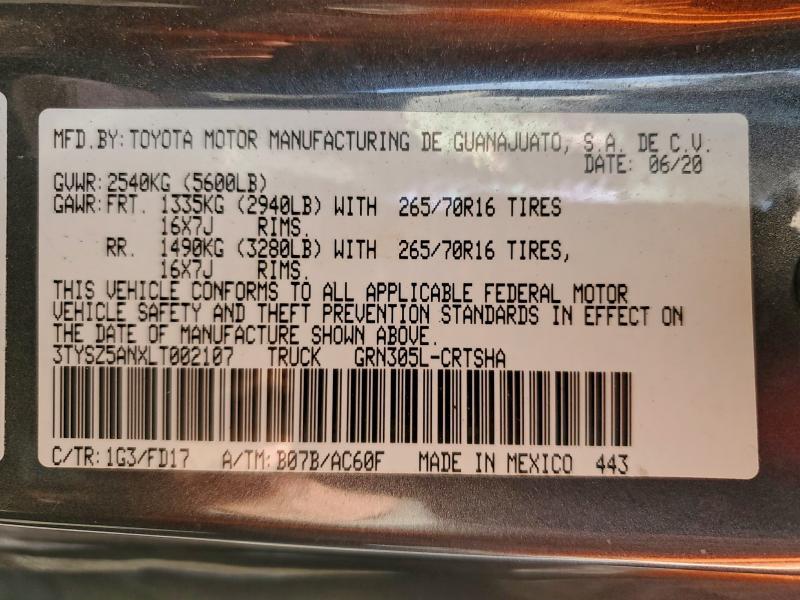 MFD.BY: TOYOTA MOTOR MANUFACTURING DE GUANAJUATO, S.A. DE C.V.
DATE: 06/20
GVWR: 2540KG (5600LB)
GAWR: FRT. 1335KG (2940LB) WITH 265/70R16 TIRES
16X7J RIMS.
RR. 1490KG (3280LB) WITH 265/70R16 TIRES,
16X7J RIMS.
THIS VEHICLE CONFORMS TO ALL APPLICABLE FEDERAL MOTOR
VEHICLE SAFETY AND THEFT PREVENTION STANDARDS IN EFFECT ON
THE DATE OF MANUFACTURE SHOWN ABOVE.
3TYSZ5ANXLT002107 TRUCK GRN305L-CRTSHA
C/TR: 1G3/FD17 A/TM: B07B/AC60F MADE IN MEXICO 443